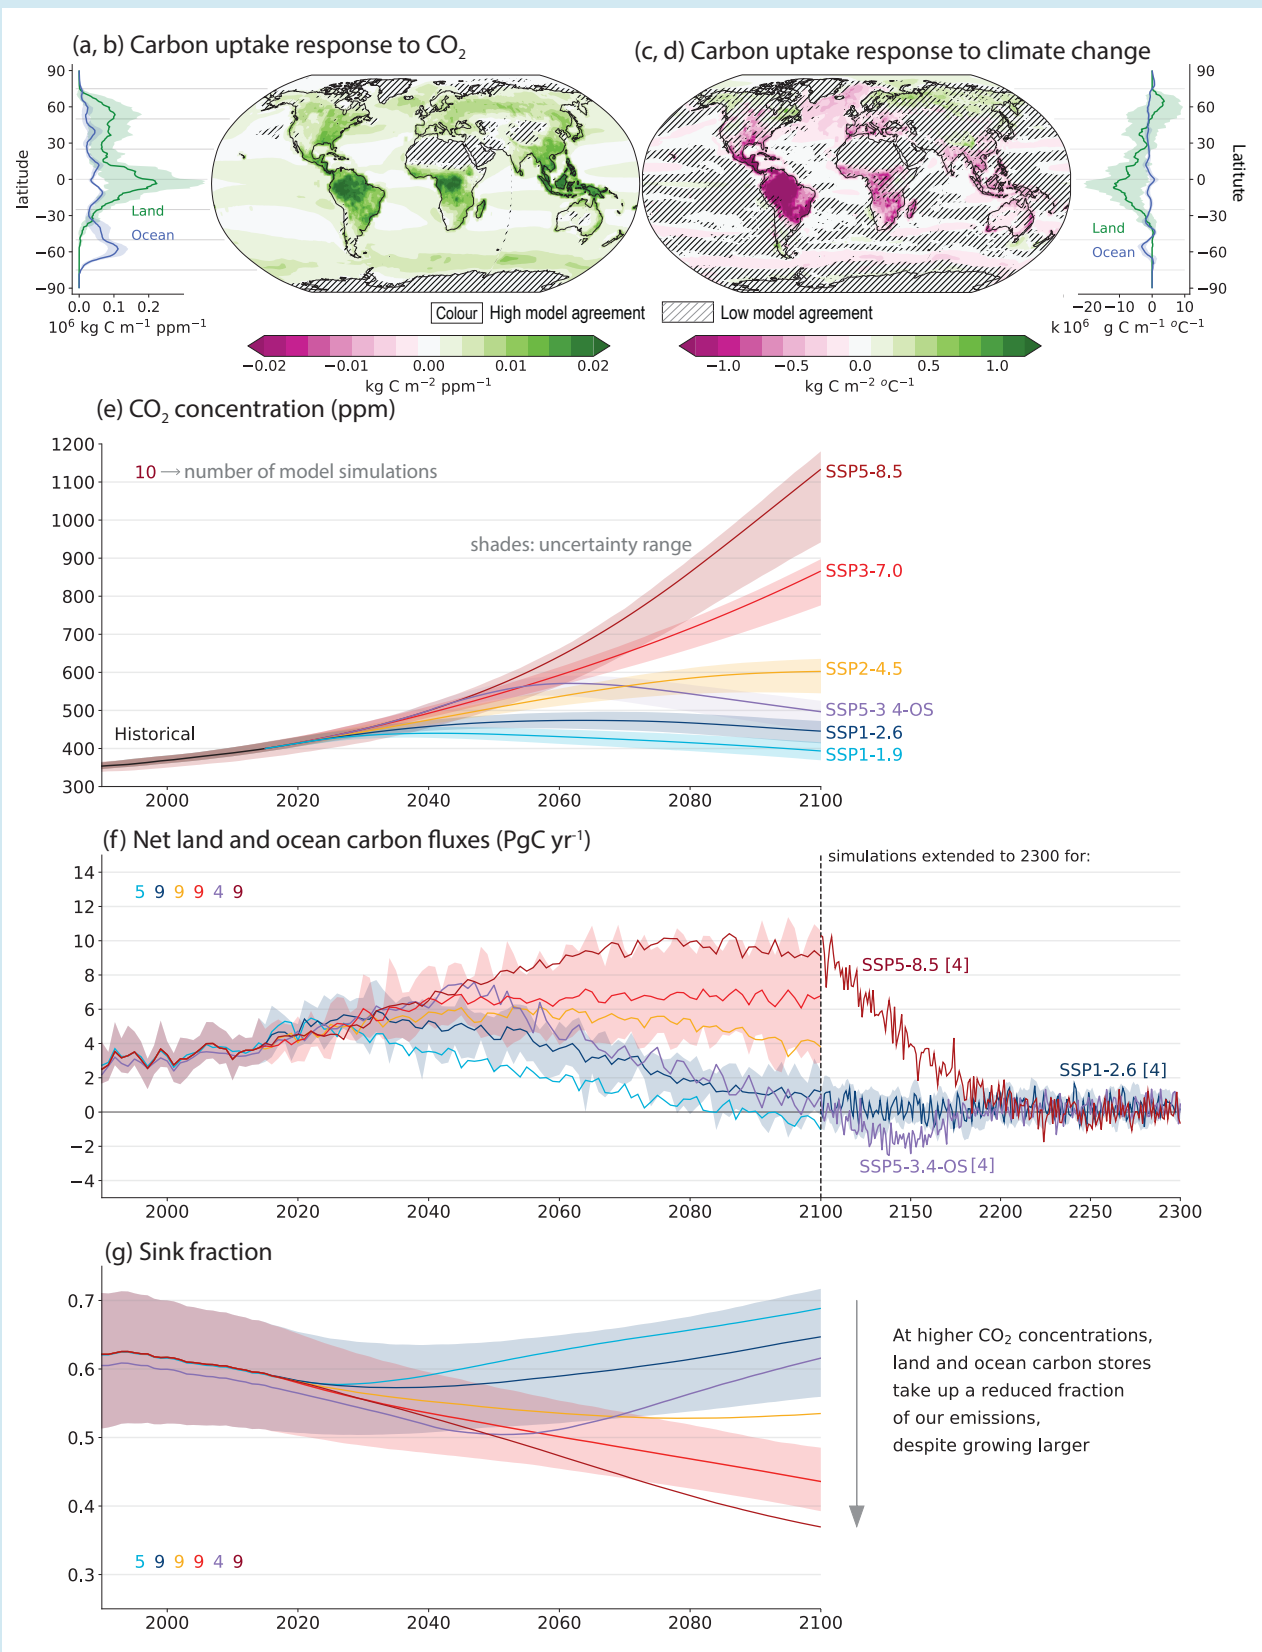 (a, b) Carbon uptake response to CO₂
(c, d) Carbon uptake response to climate change
90
60
30
0
−30
−60
−90
latitude
Land
Ocean
0.0 0.1 0.2
10⁶ kg C m⁻¹ ppm⁻¹
90
60
30
0
−30
−60
−90
Latitute
Land
Ocean
−20 −10 0 10
k 10⁶ g C m⁻¹ °C⁻¹
Colour High model agreement
Low model agreement
−0.02 −0.01 0.00 0.01 0.02
kg C m⁻² ppm⁻¹
−1.0 −0.5 0.0 0.5 1.0
kg C m⁻² °C⁻¹
(e) CO₂ concentration (ppm)
1200
1100
1000
900
800
700
600
500
400
300
10 → number of model simulations
shades: uncertainty range
Historical
SSP5-8.5
SSP3-7.0
SSP2-4.5
SSP5-3 4-OS
SSP1-2.6
SSP1-1.9
2000 2020 2040 2060 2080 2100
(f) Net land and ocean carbon fluxes (PgC yr⁻¹)
simulations extended to 2300 for:
14
12
10
8
6
4
2
0
−2
−4
5 9 9 9 4 9
SSP5-8.5 [4]
SSP1-2.6 [4]
SSP5-3.4-OS [4]
2000 2020 2040 2060 2080 2100 2150 2200 2250 2300
(g) Sink fraction
0.7
0.6
0.5
0.4
0.3
5 9 9 9 4 9
At higher CO₂ concentrations,
land and ocean carbon stores
take up a reduced fraction
of our emissions,
despite growing larger
2000 2020 2040 2060 2080 2100